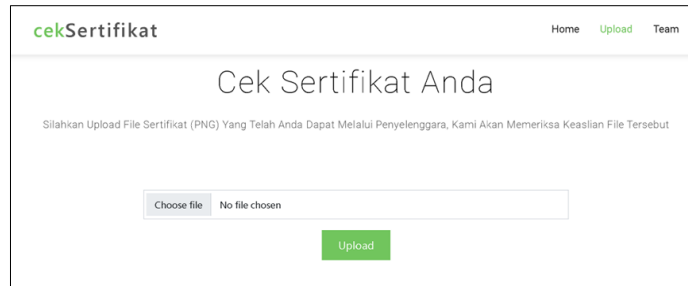 cekSertifikat
Home Upload Team
Cek Sertifikat Anda
Silahkan Upload File Sertifikat (PNG) Yang Telah Anda Dapat Melalui Penyelenggara, Kami Akan Memeriksa Keaslian File Tersebut
Choose file No file chosen
Upload